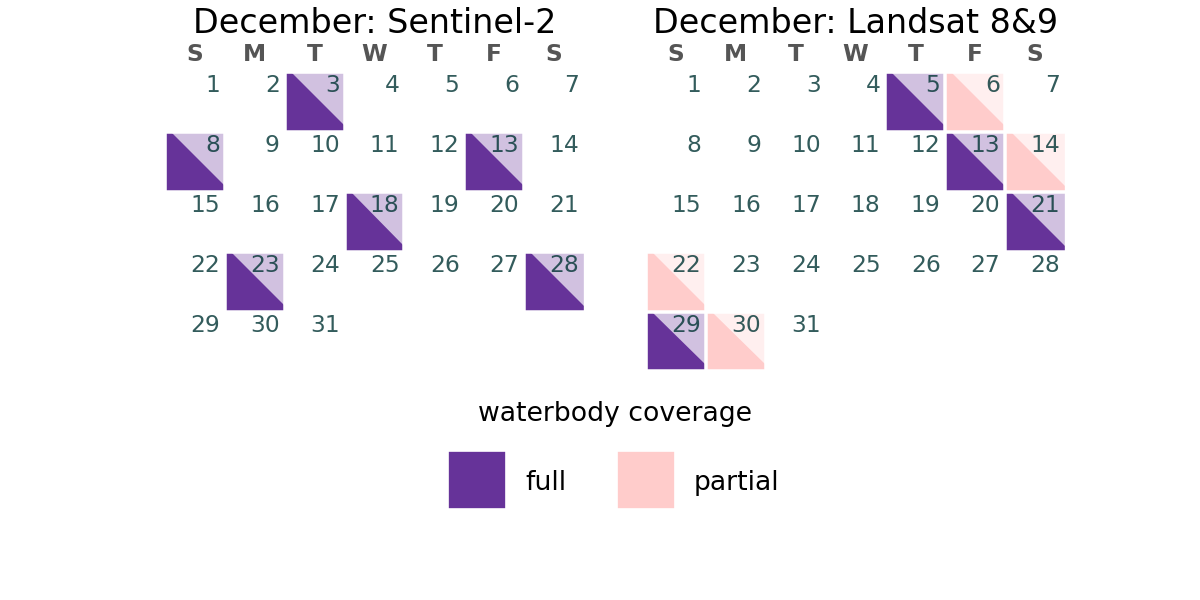 December: Sentinel-2
S M T W T F S
1 2 3 4 5 6 7
8 9 10 11 12 13 14
15 16 17 18 19 20 21
22 23 24 25 26 27 28
29 30 31
December: Landsat 8&9
S M T W T F S
1 2 3 4 5 6 7
8 9 10 11 12 13 14
15 16 17 18 19 20 21
22 23 24 25 26 27 28
29 30 31
waterbody coverage
full partial